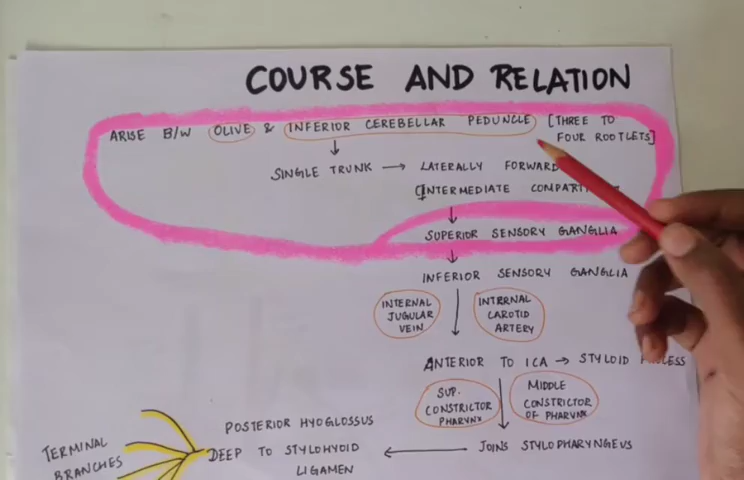 COURSE AND RELATION
ARISE B/W OLIVE & INFERIOR CEREBELLAR PEDUNCLE [THREE TO
FOUR ROOTLETS]
SINGLE TRUNK → LATERALLY FORWARD
(INTERMEDIATE
SUPERIOR SENSORY GANGLIA
INFERIOR SENSORY GANGLIA
INTERNAL JUGULAR VEIN
INTERNAL CAROTID ARTERY
ANTERIOR TO ICA → STYLOID PROCESS
SUP. CONSTRICTOR PHARYNX
MIDDLE CONSTRICTOR OF PHARYNX
JOINS STYLOPHARYNGEUS
POSTERIOR HYOGLOSSUS
DEEP TO STYLOHYOID
LIGAMEN
TERMINAL
BRANCHES